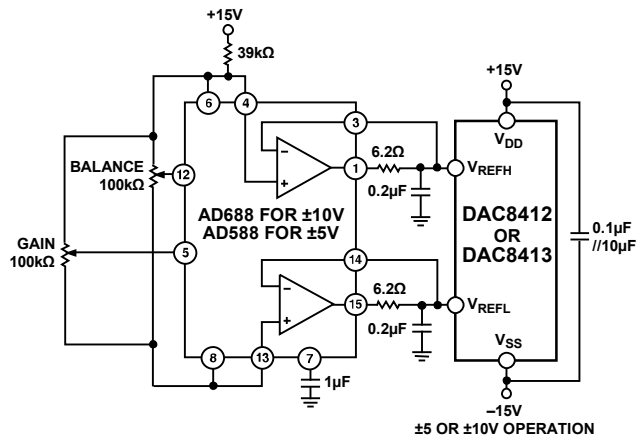 +15V
39kΩ
6
4
3
12
BALANCE
100kΩ
1
6.2Ω
0.2µF
AD688 FOR ±10V
AD588 FOR ±5V
GAIN
100kΩ
5
14
15
6.2Ω
0.2µF
8
13
7
1µF
−
+
−
+
+15V
VDD
VREFH
DAC8412
OR
DAC8413
0.1µF
//10µF
VREFL
VSS
–15V
±5 OR ±10V OPERATION